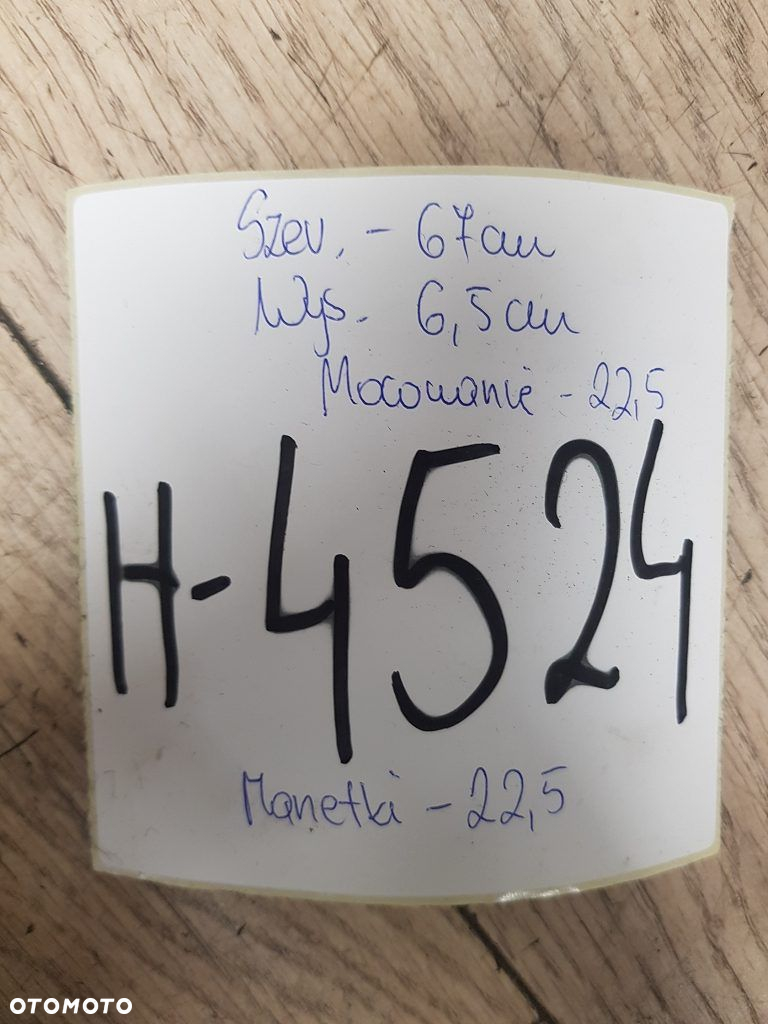 Szer. - 67cm
Wys. 6,5cm
Mocowanie - 22,5
H-4524
Manetki - 22,5
OTOMOTO